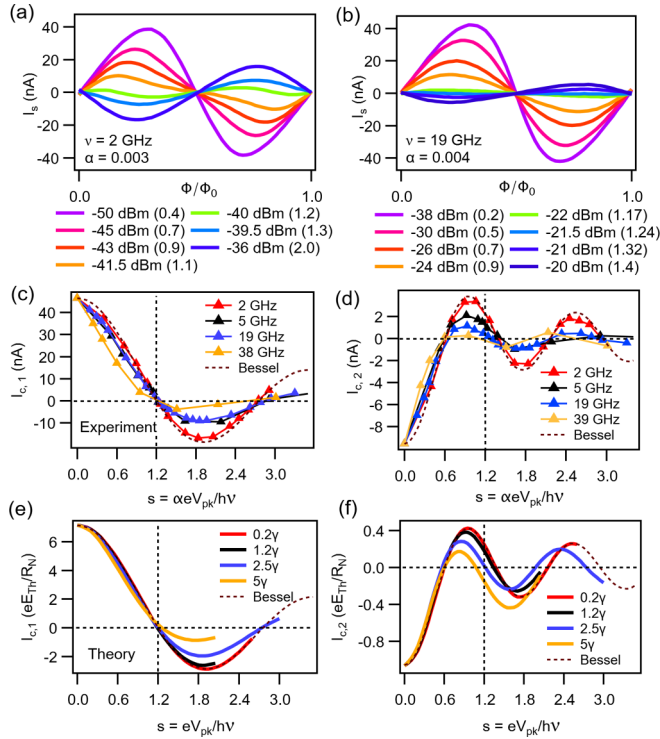 (a)
40
20
0
-20
-40
I_s (nA)
ν = 2 GHz
α = 0.003
0.0
1.0
Φ/Φ_0
-50 dBm (0.4)
-45 dBm (0.7)
-43 dBm (0.9)
-41.5 dBm (1.1)
-40 dBm (1.2)
-39.5 dBm (1.3)
-36 dBm (2.0)
(b)
40
20
0
-20
-40
I_s (nA)
ν = 19 GHz
α = 0.004
0.0
1.0
Φ/Φ_0
-38 dBm (0.2)
-30 dBm (0.5)
-26 dBm (0.7)
-24 dBm (0.9)
-22 dBm (1.17)
-21.5 dBm (1.24)
-21 dBm (1.32)
-20 dBm (1.4)
(c)
40
30
20
10
0
-10
I_c,1 (nA)
2 GHz
5 GHz
19 GHz
38 GHz
Bessel
Experiment
0.0 0.6 1.2 1.8 2.4 3.0
s = αeV_pk/hν
(d)
2
0
-2
-4
-6
-8
I_c,2 (nA)
2 GHz
5 GHz
19 GHz
39 GHz
Bessel
0.0 0.6 1.2 1.8 2.4 3.0
s = αeV_pk/hν
(e)
6
4
2
0
-2
I_c,1 (eE_Th/R_N)
0.2γ
1.2γ
2.5γ
5γ
Bessel
Theory
0.0 0.6 1.2 1.8 2.4 3.0
s = eV_pk/hν
(f)
0.4
0.0
-0.4
-0.8
I_c,2 (eE_Th/R_N)
0.2γ
1.2γ
2.5γ
5γ
Bessel
0.0 0.6 1.2 1.8 2.4 3.0
s = eV_pk/hν